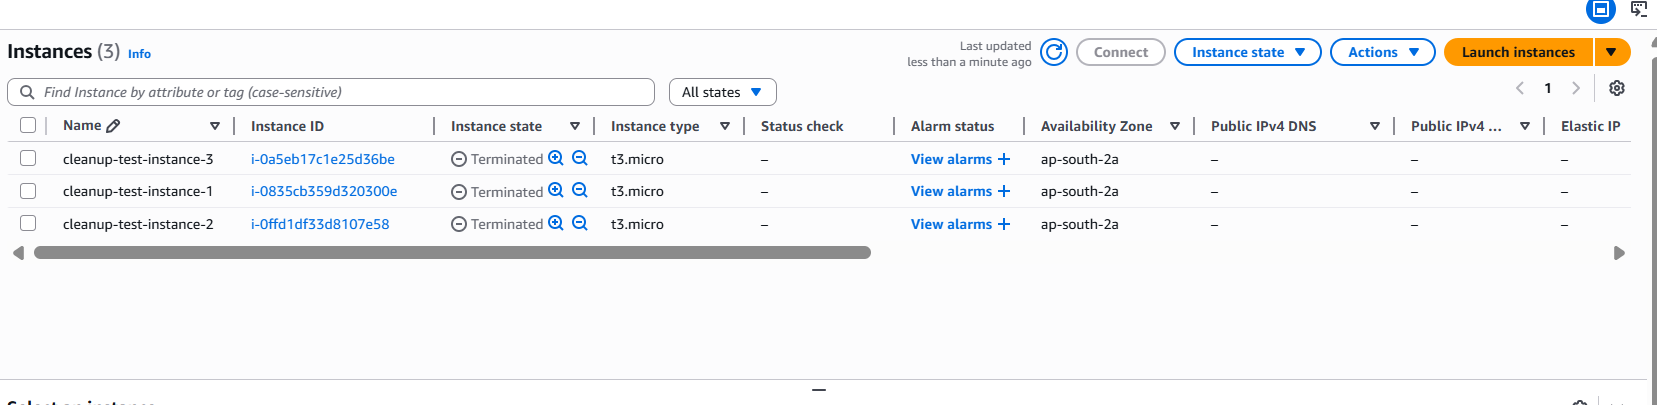 Instances (3) Info
Last updated
less than a minute ago
Connect
Instance state
Actions
Launch instances
Find Instance by attribute or tag (case-sensitive)
All states
1
Name Instance ID Instance state Instance type Status check Alarm status Availability Zone Public IPv4 DNS Public IPv4 ... Elastic IP
cleanup-test-instance-3 i-0a5eb17c1e25d36be Terminated t3.micro – View alarms + ap-south-2a – – –
cleanup-test-instance-1 i-0835cb359d320300e Terminated t3.micro – View alarms + ap-south-2a – – –
cleanup-test-instance-2 i-0ffd1df33d8107e58 Terminated t3.micro – View alarms + ap-south-2a – – –